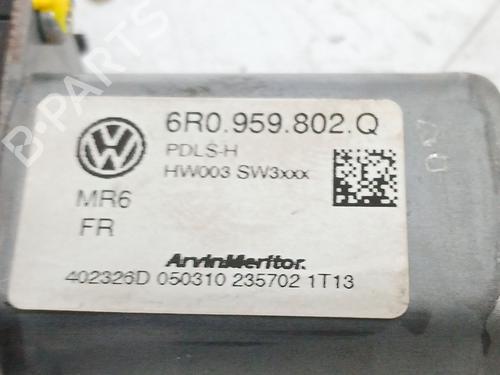 6R0.959.802.Q
PDLS-H
HW003 SW3xxx
MR6
FR
ArvinMeritor.
402326D 050310 235702 1T13
B-PARTS